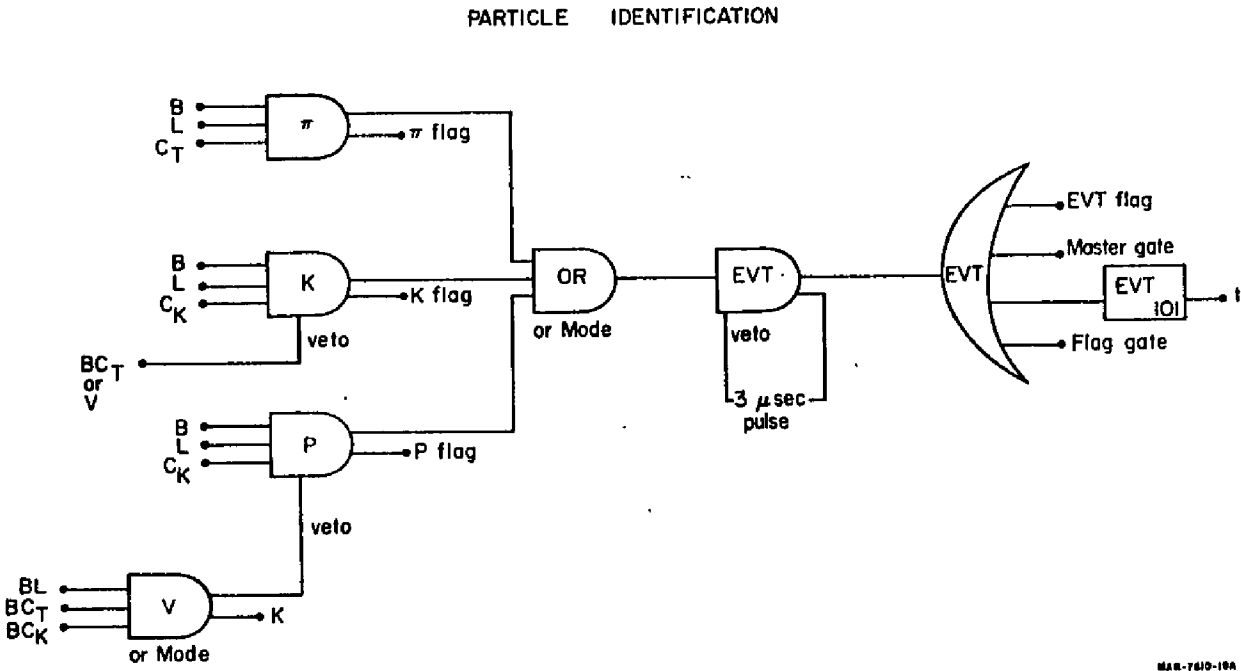 PARTICLE IDENTIFICATION
B
L
C_T
π
π flag
B
L
C_K
K
K flag
veto
BC_T
or
V
B
L
C_K
P
P flag
veto
BL
BC_T
BC_K
V
K
or Mode
OR
or Mode
EVT
veto
3 μsec
pulse
EVT
EVT flag
Master gate
EVT
101
t
Flag gate